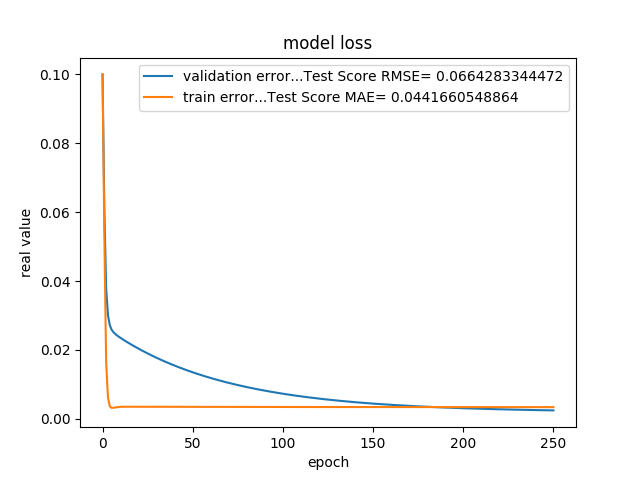 model loss
validation error...Test Score RMSE= 0.0664283344472
train error...Test Score MAE= 0.0441660548864
real value
0.10
0.08
0.06
0.04
0.02
0.00
0 50 100 150 200 250
epoch